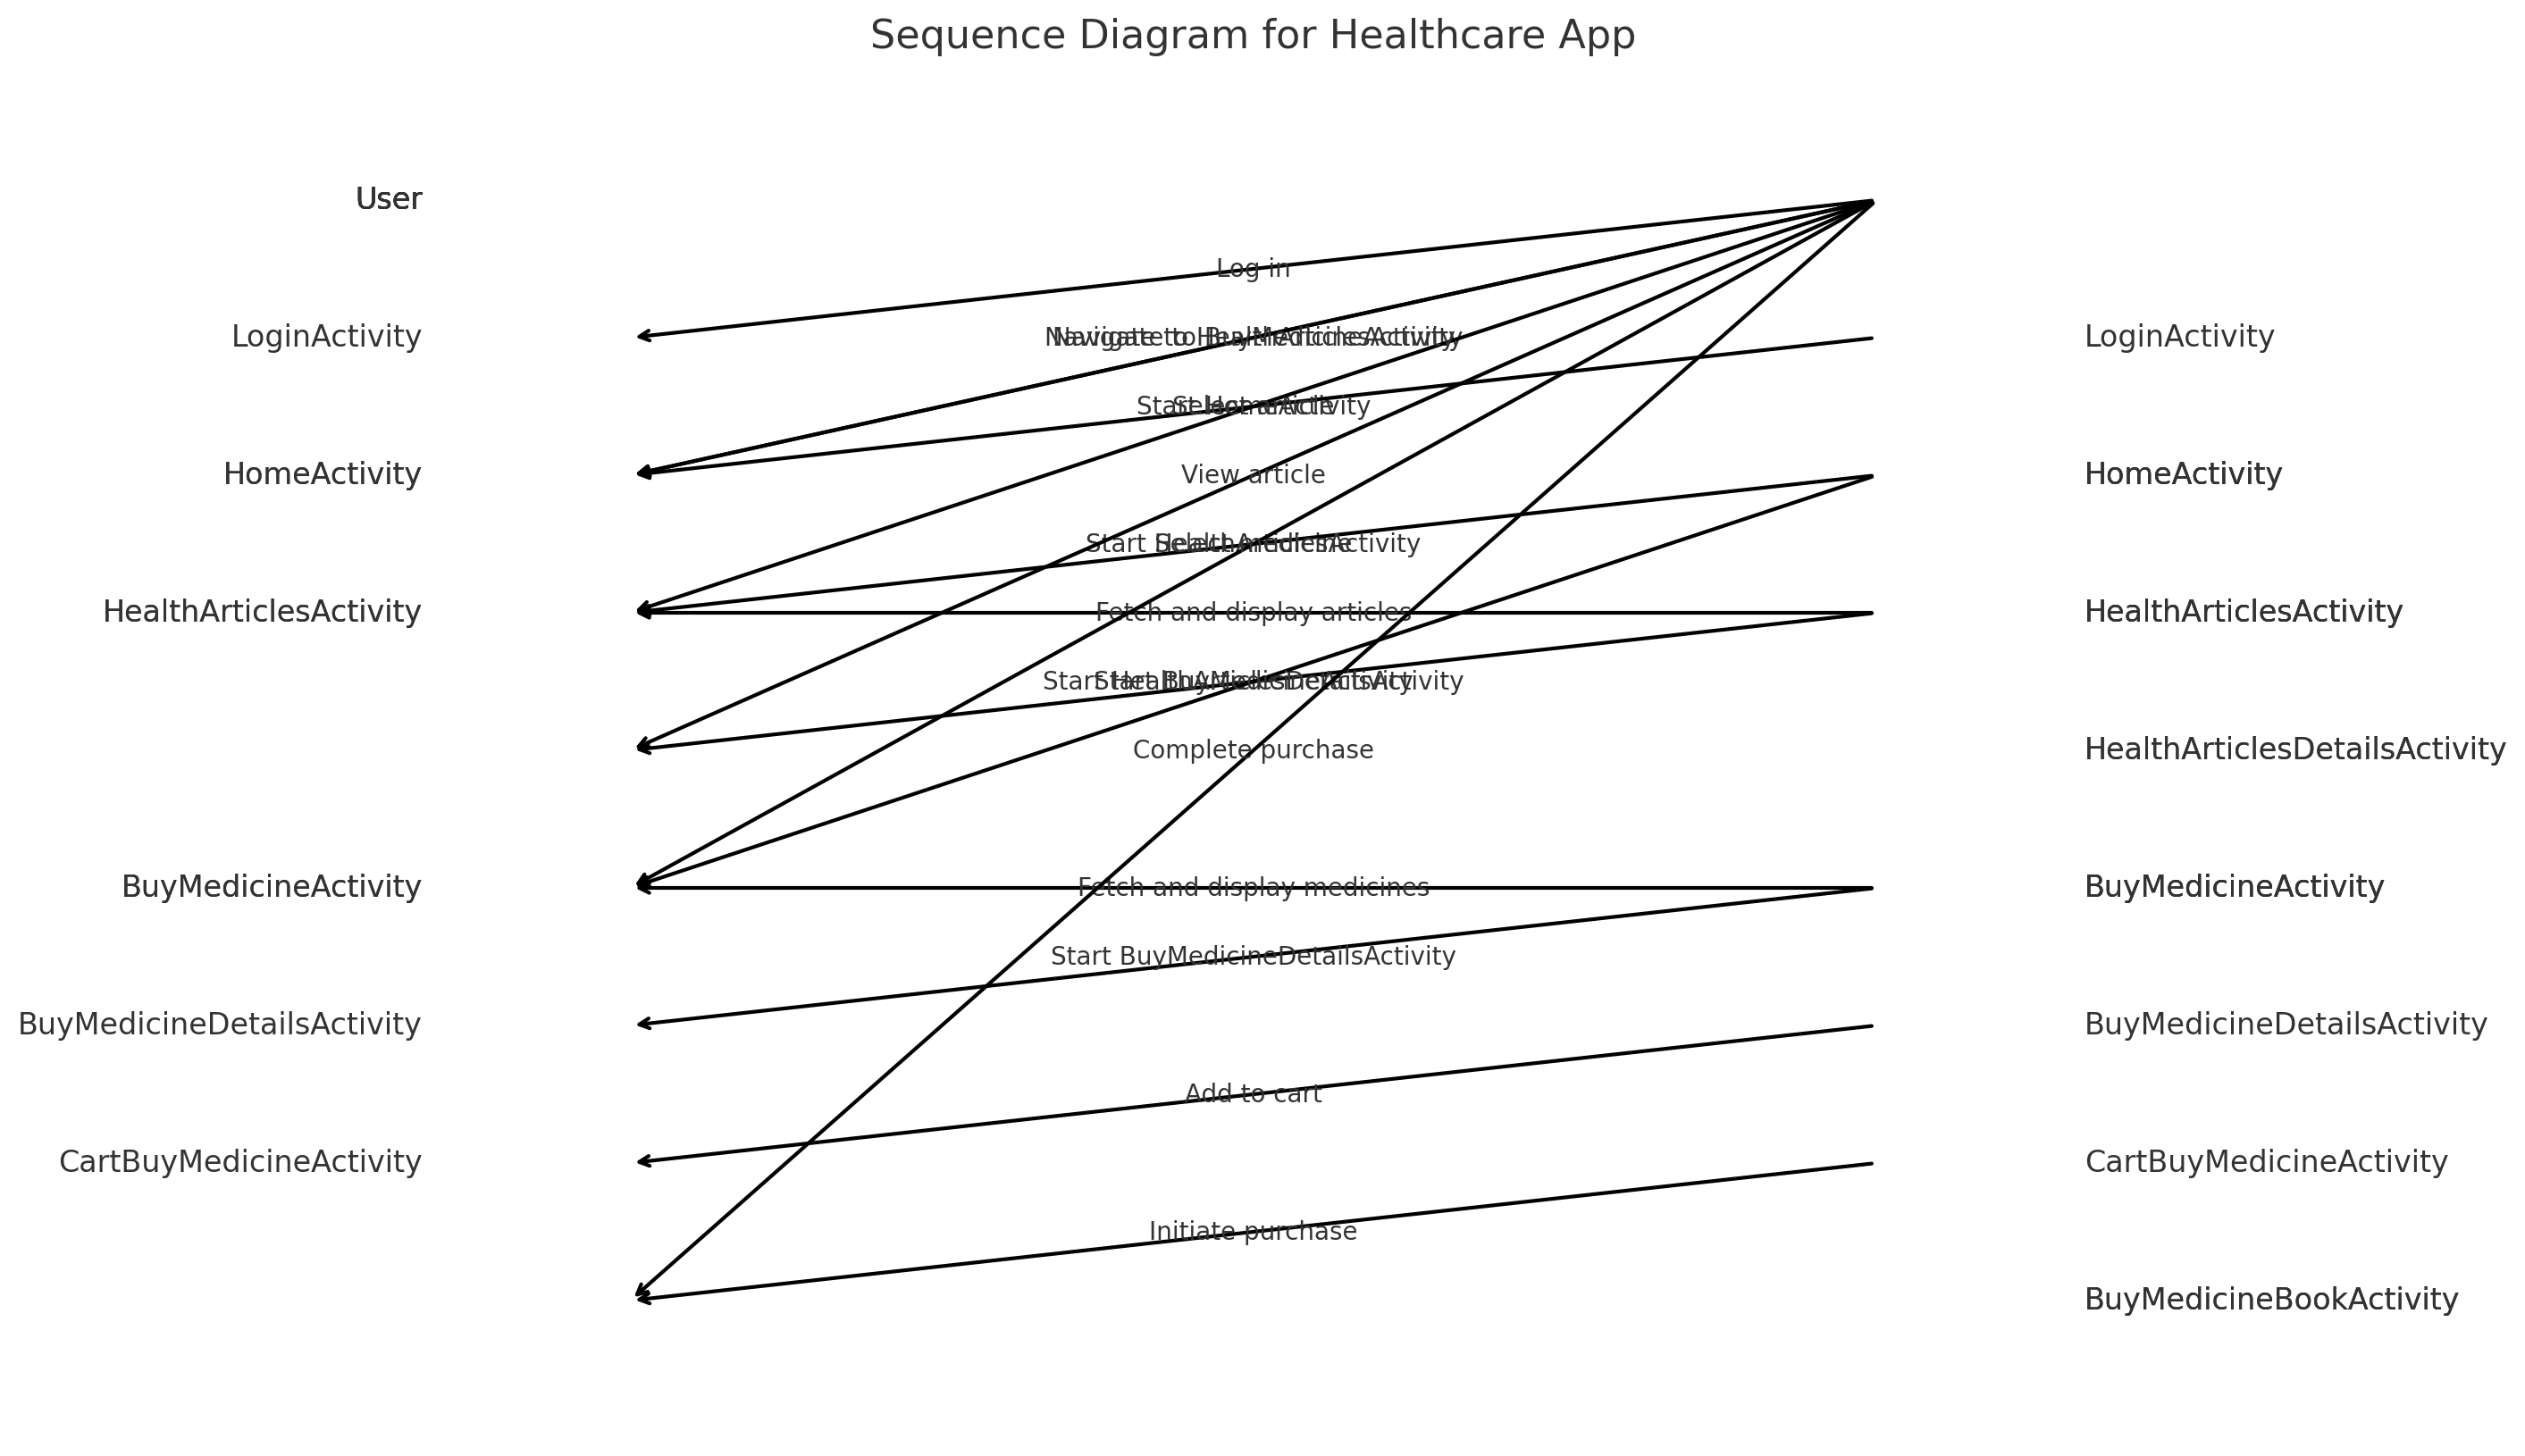 Sequence Diagram for Healthcare App
User
Log in
LoginActivity
Navigate to HealthArticlesActivity
Navigate to BuyMedicineActivity
LoginActivity
Start HomeActivity
Select article
HomeActivity
View article
HomeActivity
Start HealthArticlesActivity
Select medicine
HealthArticlesActivity
Fetch and display articles
HealthArticlesActivity
Start HealthArticlesDetailsActivity
Start BuyMedicineActivity
Complete purchase
HealthArticlesDetailsActivity
BuyMedicineActivity
Fetch and display medicines
BuyMedicineActivity
Start BuyMedicineDetailsActivity
BuyMedicineDetailsActivity
BuyMedicineDetailsActivity
Add to cart
CartBuyMedicineActivity
CartBuyMedicineActivity
Initiate purchase
BuyMedicineBookActivity